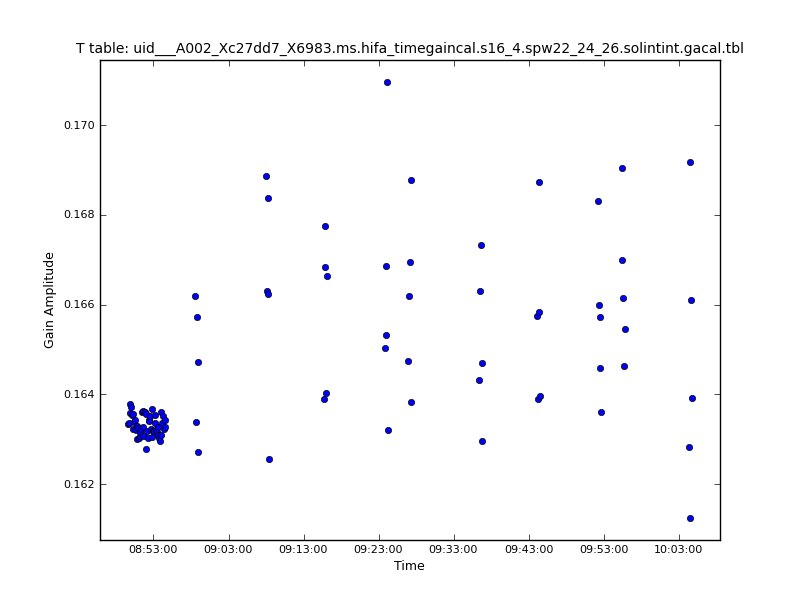 T table: uid___A002_Xc27dd7_X6983.ms.hifa_timegaincal.s16_4.spw22_24_26.solintint.gacal.tbl
0.170
0.168
0.166
0.164
0.162
Gain Amplitude
08:53:00 09:03:00 09:13:00 09:23:00 09:33:00 09:43:00 09:53:00 10:03:00
Time